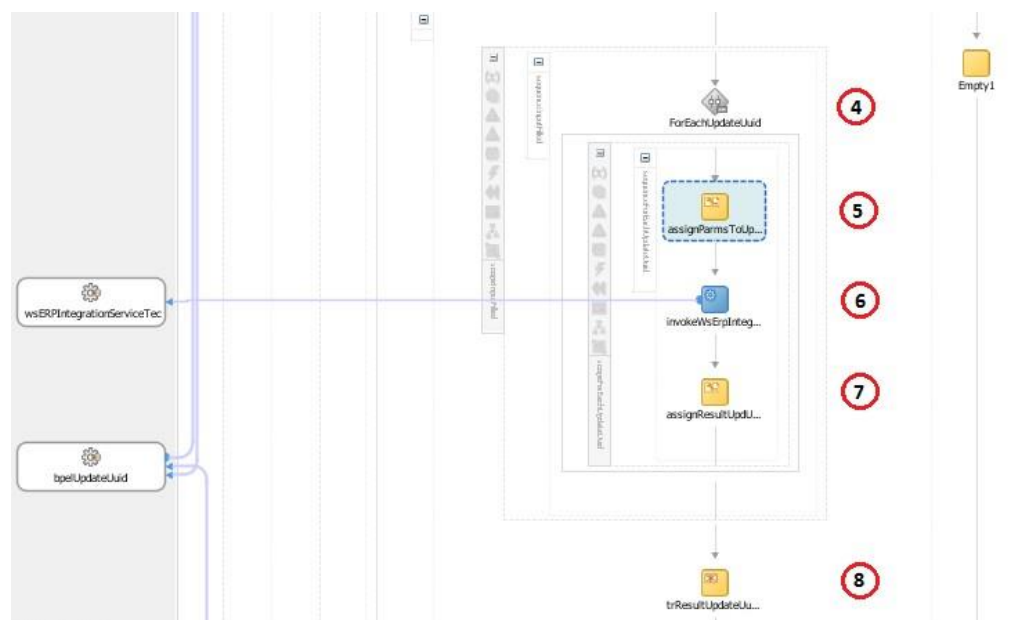 Empty1
ForEachUpdateUuid
4
assignParmsToUp...
5
wsERPIntegrationServiceTec
invokeWsErpInteg...
6
assignResultUpdU...
7
bpelUpdateUuid
trResultUpdateUu...
8